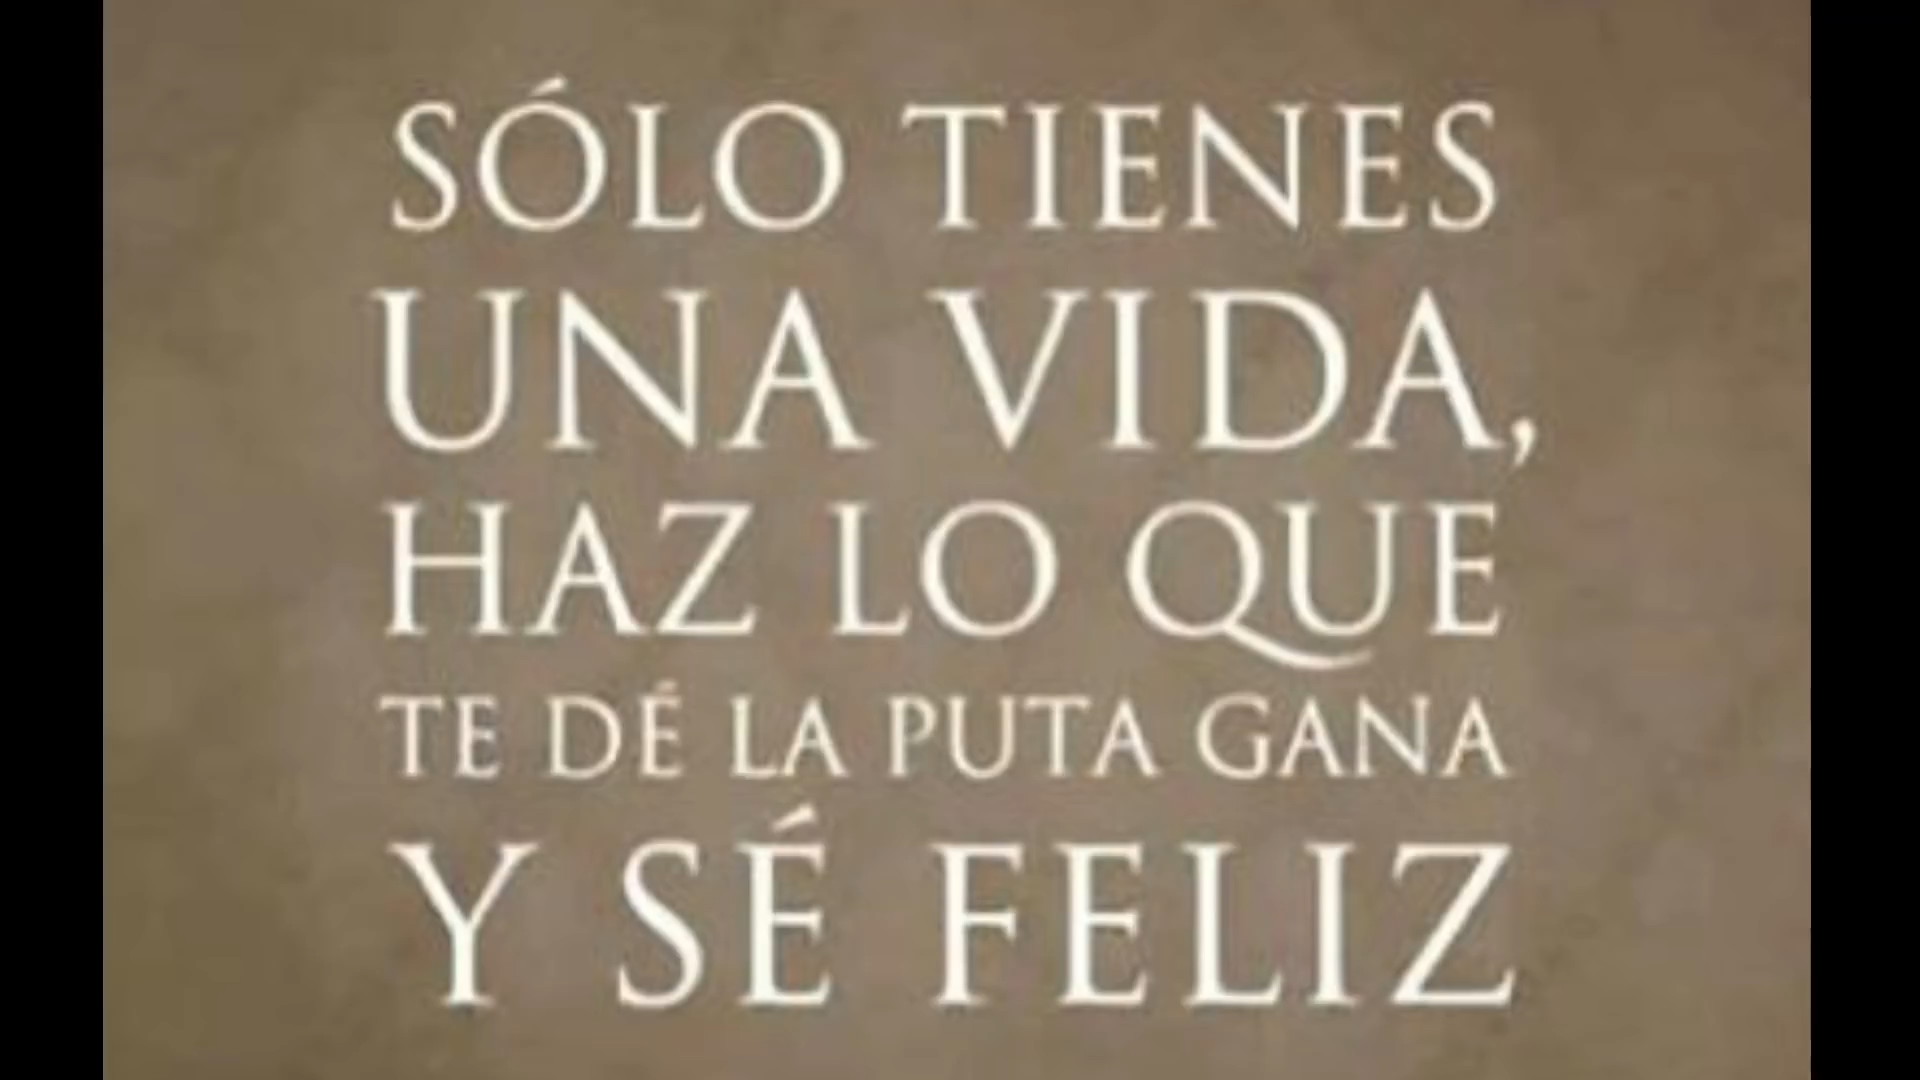 SÓLO TIENES
UNA VIDA,
HAZ LO QUE
TE DÉ LA PUTA GANA
Y SÉ FELIZ